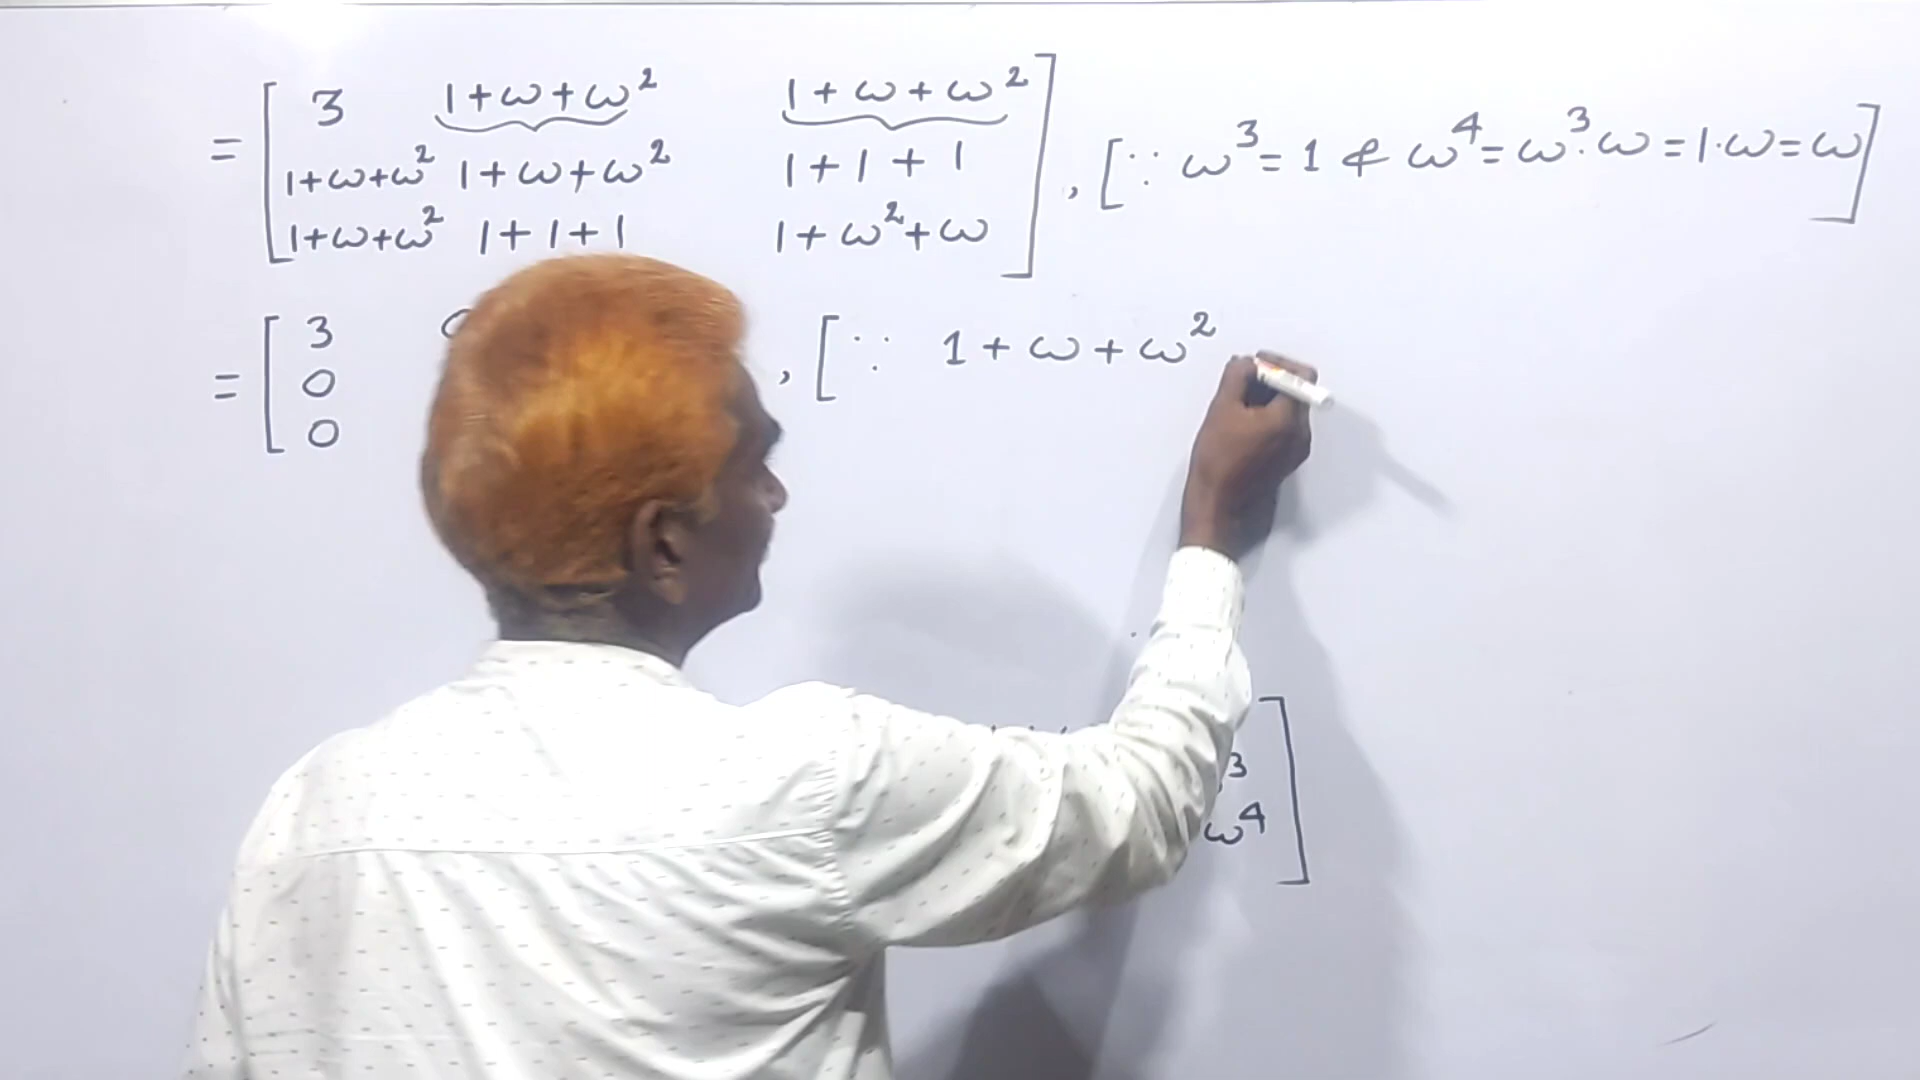 = [ 3 1+ω+ω² 1+ω+ω²
1+ω+ω² 1+ω+ω² 1+1+1
1+ω+ω² 1+1+1 1+ω²+ω ] , [∵ ω³=1 & ω⁴=ω³·ω=1·ω=ω]
= [ 3
0
0 , [∵ 1+ω+ω²
3
ω⁴ ]